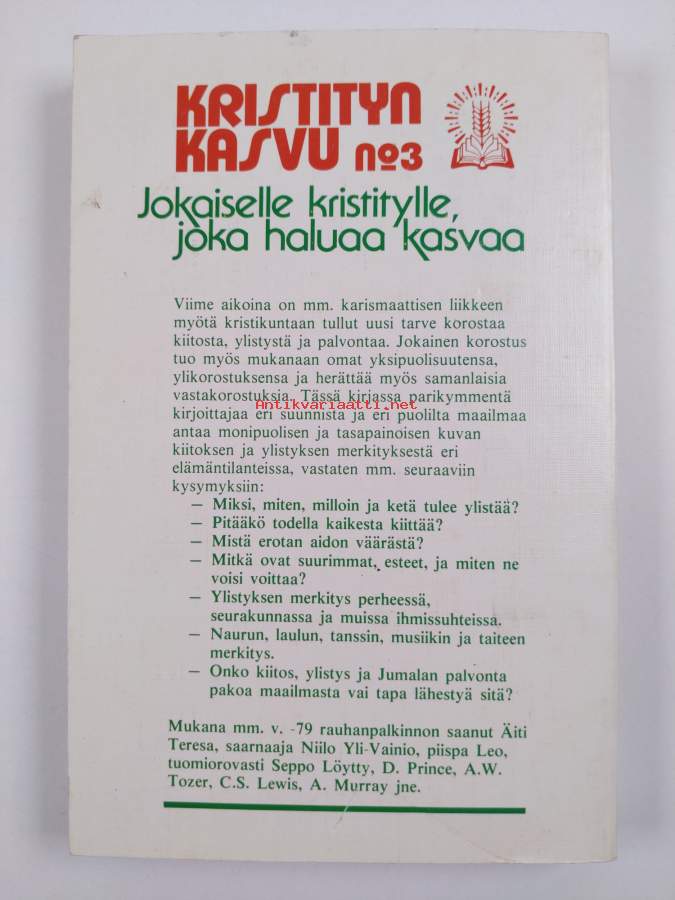 KRISTITYN
KASVU no3
Jokaiselle kristitylle,
joka haluaa kasvaa
Viime aikoina on mm. karismaattisen liikkeen
myötä kristikuntaan tullut uusi tarve korostaa
kiitosta, ylistystä ja palvontaa. Jokainen korostus
tuo myös mukanaan omat yksipuolisuutensa,
ylikorostuksensa ja herättää myös samanlaisia
vastakorostuksia. Tässä kirjassa parikymmentä
Antikvariaatti.net
kirjoittajaa eri suunnista ja eri puolilta maailmaa
antaa monipuolisen ja tasapainoisen kuvan
kiitoksen ja ylistyksen merkityksestä eri
elämäntilanteissa, vastaten mm. seuraaviin
kysymyksiin:
— Miksi, miten, milloin ja ketä tulee ylistää?
— Pitääkö todella kaikesta kiittää?
— Mistä erotan aidon väärästä?
— Mitkä ovat suurimmat, esteet, ja miten ne
voisi voittaa?
— Ylistyksen merkitys perheessä,
seurakunnassa ja muissa ihmissuhteissa.
— Naurun, laulun, tanssin, musiikin ja taiteen
merkitys.
— Onko kiitos, ylistys ja Jumalan palvonta
pakoa maailmasta vai tapa lähestyä sitä?
Mukana mm. v. -79 rauhanpalkinnon saanut Äiti
Teresa, saarnaaja Niilo Yli-Vainio, piispa Leo,
tuomiorovasti Seppo Löytty, D. Prince, A.W.
Tozer, C.S. Lewis, A. Murray jne.